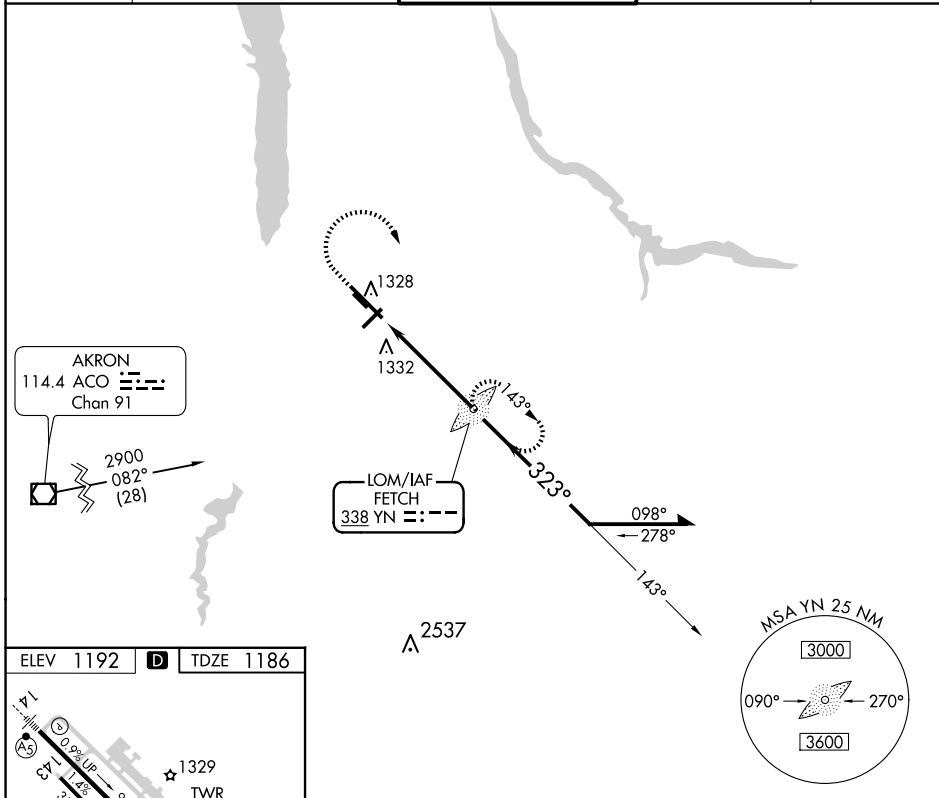 1328
1332
AKRON
114.4 ACO
Chan 91
2900
082°
(28)
143°
LOM/IAF
FETCH
338 YN
323°
098°
278°
143°
2537
MSA YN 25 NM
3000
090° 270°
3600
ELEV 1192 D TDZE 1186
14
P
A5
0.9% UP
1.4%
143
1329
TWR